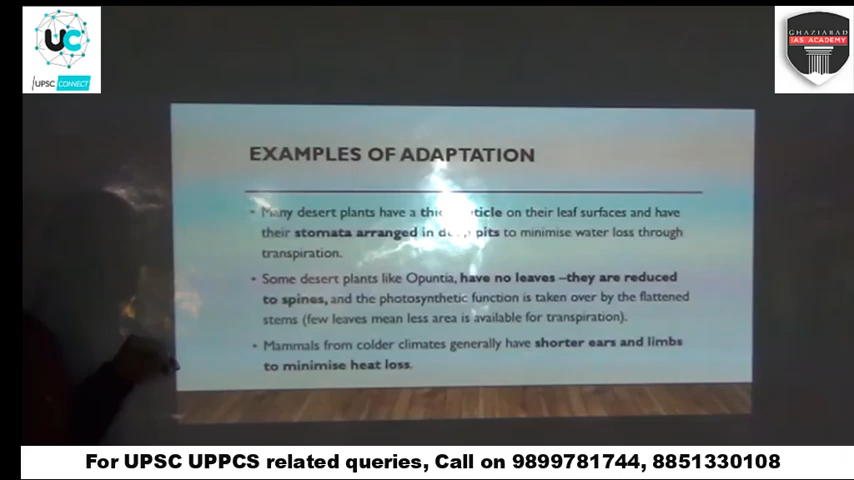 UC
UPSC CONNECT
GHAZIABAD
IAS ACADEMY
EXAMPLES OF ADAPTATION
• Many desert plants have a on their leaf surfaces and have
their stomata arranged in pits to minimise water loss through
transpiration.
• Some desert plants like Opuntia, have no leaves –they are reduced
to spines, and the photosynthetic function is taken over by the flattened
stems (few leaves mean less area is available for transpiration).
• Mammals from colder climates generally have shorter ears and limbs
to minimise heat loss.
For UPSC UPPCS related queries, Call on 9899781744, 8851330108